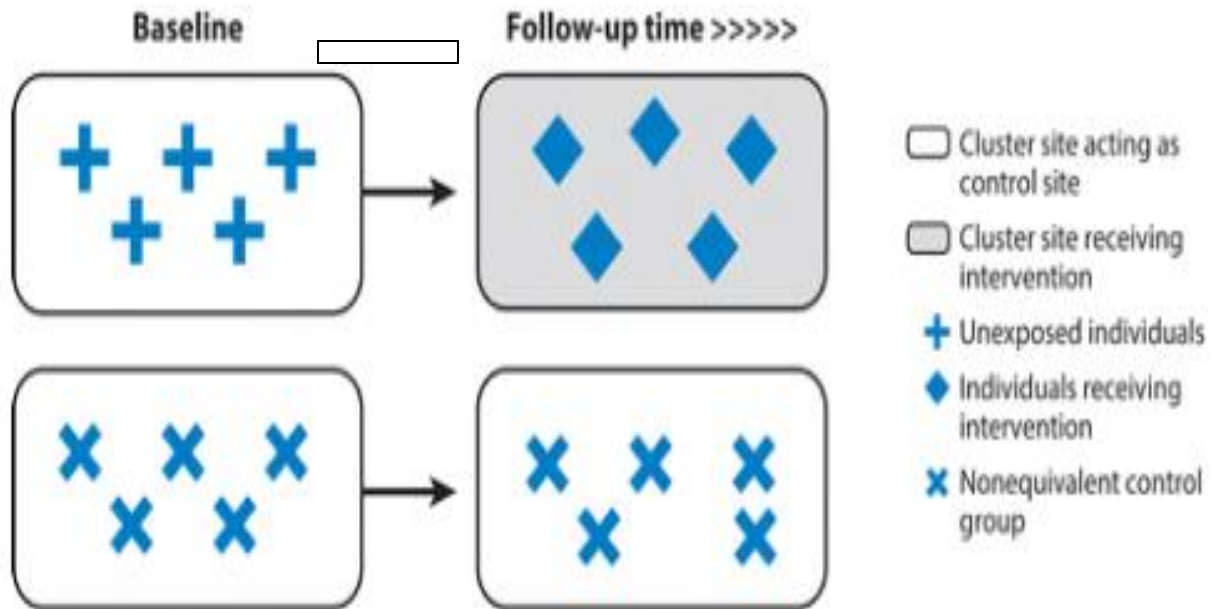 Baseline
Follow-up time >>>>>
Cluster site acting as
control site
Cluster site receiving
intervention
Unexposed individuals
Individuals receiving
intervention
Nonequivalent control
group